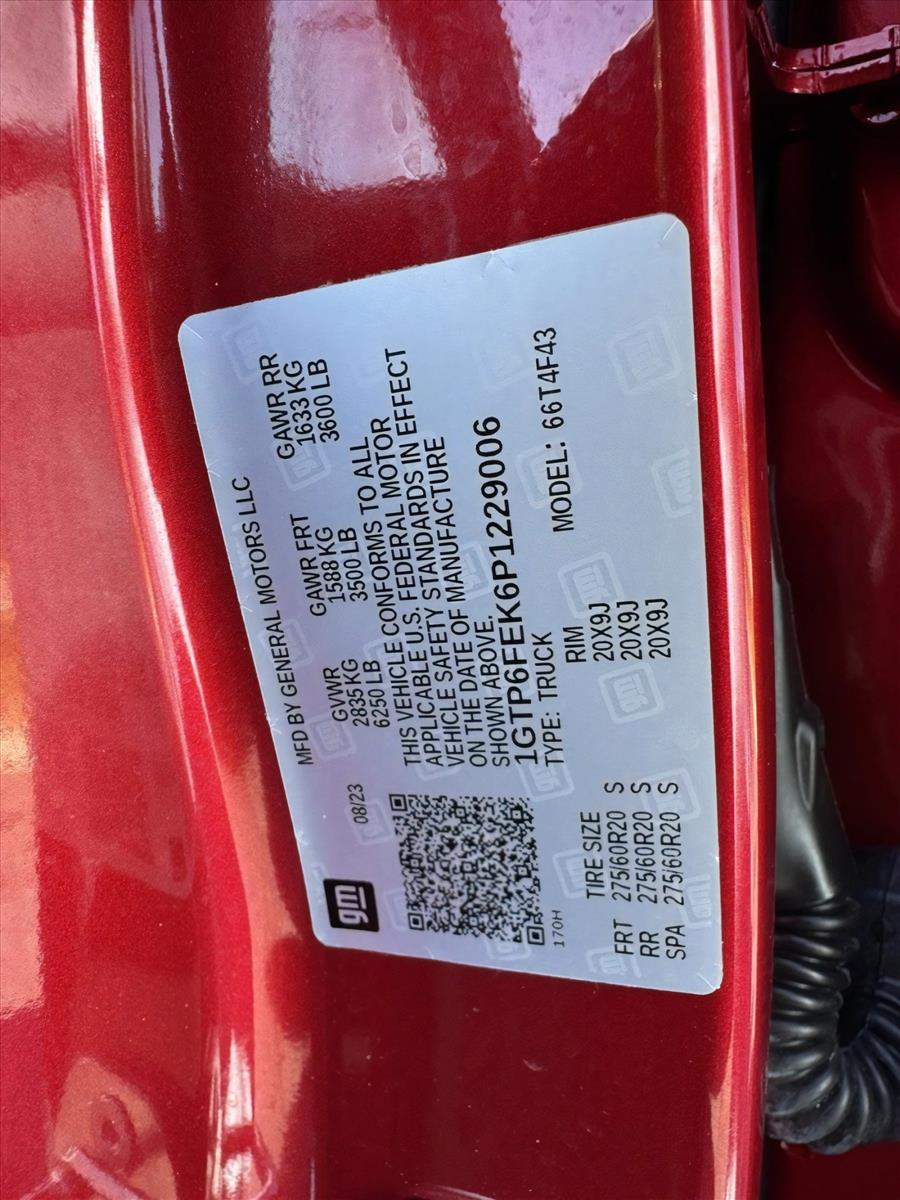 gm
08/23
MFD BY GENERAL MOTORS LLC
GVWR GAWR FRT GAWR RR
2835 KG 1588 KG 1633 KG
6250 LB 3500 LB 3600 LB
THIS VEHICLE CONFORMS TO ALL
APPLICABLE U.S. FEDERAL MOTOR
VEHICLE SAFETY STANDARDS IN EFFECT
ON THE DATE OF MANUFACTURE
SHOWN ABOVE.
1GTP6FEK6P1229006
TYPE: TRUCK MODEL: 66T4F43
170H
TIRE SIZE RIM
FRT 275/60R20 S 20X9J
RR 275/60R20 S 20X9J
SPA 275/60R20 S 20X9J